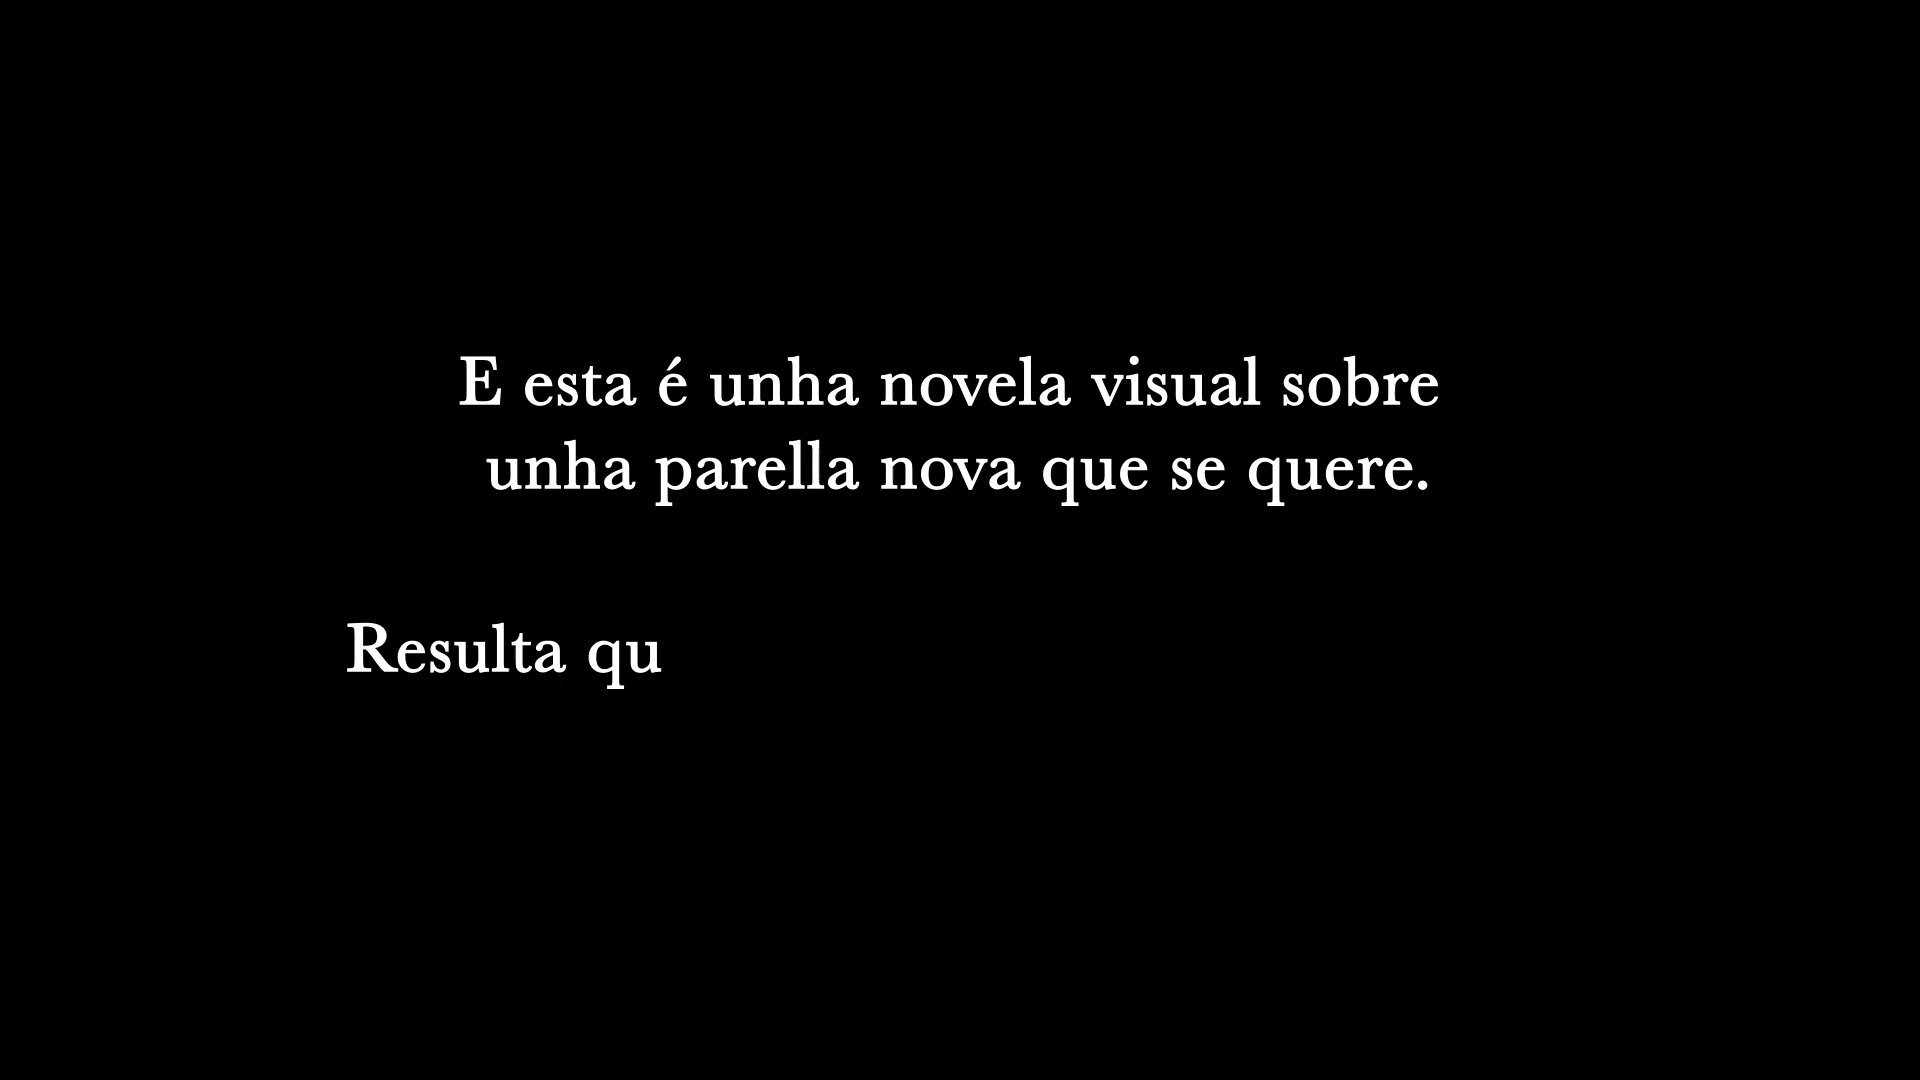 E esta é unha novela visual sobre
unha parella nova que se quere.
Resulta qu